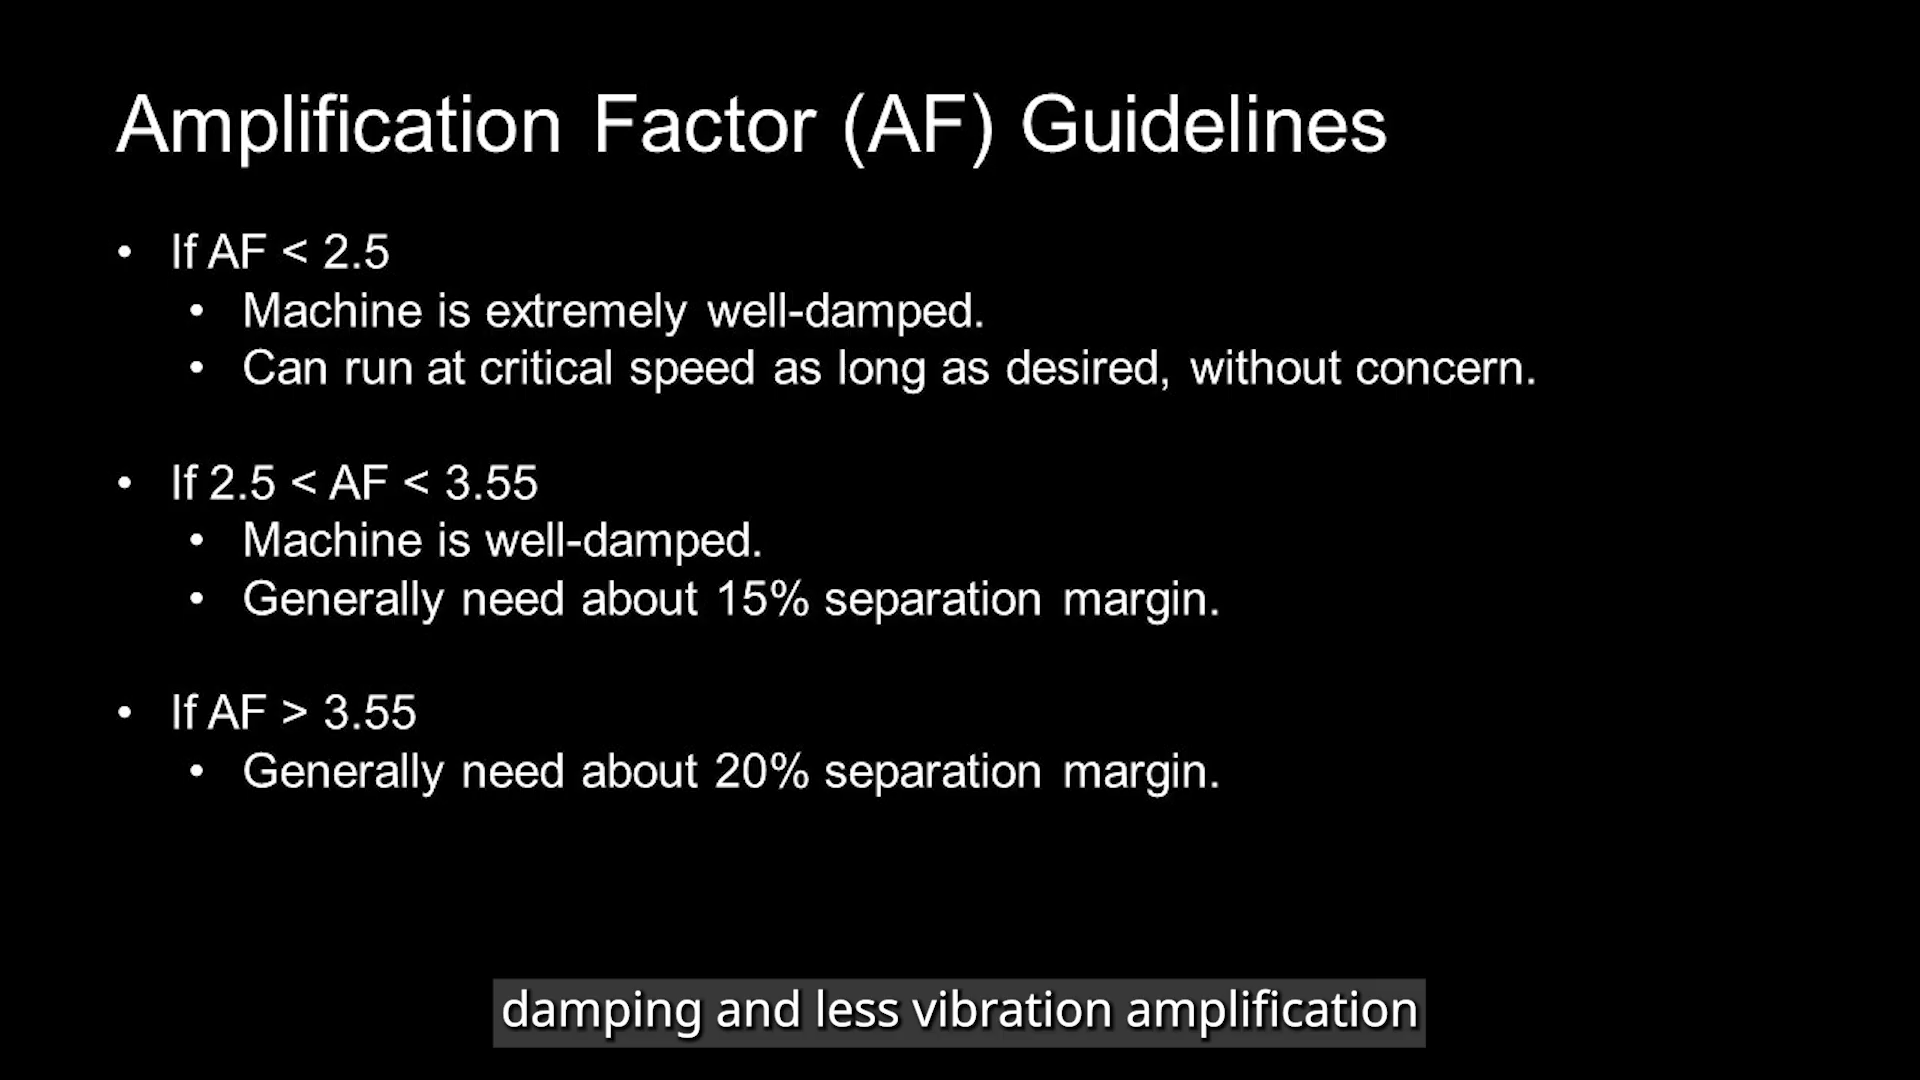 Amplification Factor (AF) Guidelines
• If AF < 2.5
• Machine is extremely well-damped.
• Can run at critical speed as long as desired, without concern.
• If 2.5 < AF < 3.55
• Machine is well-damped.
• Generally need about 15% separation margin.
• If AF > 3.55
• Generally need about 20% separation margin.
damping and less vibration amplification